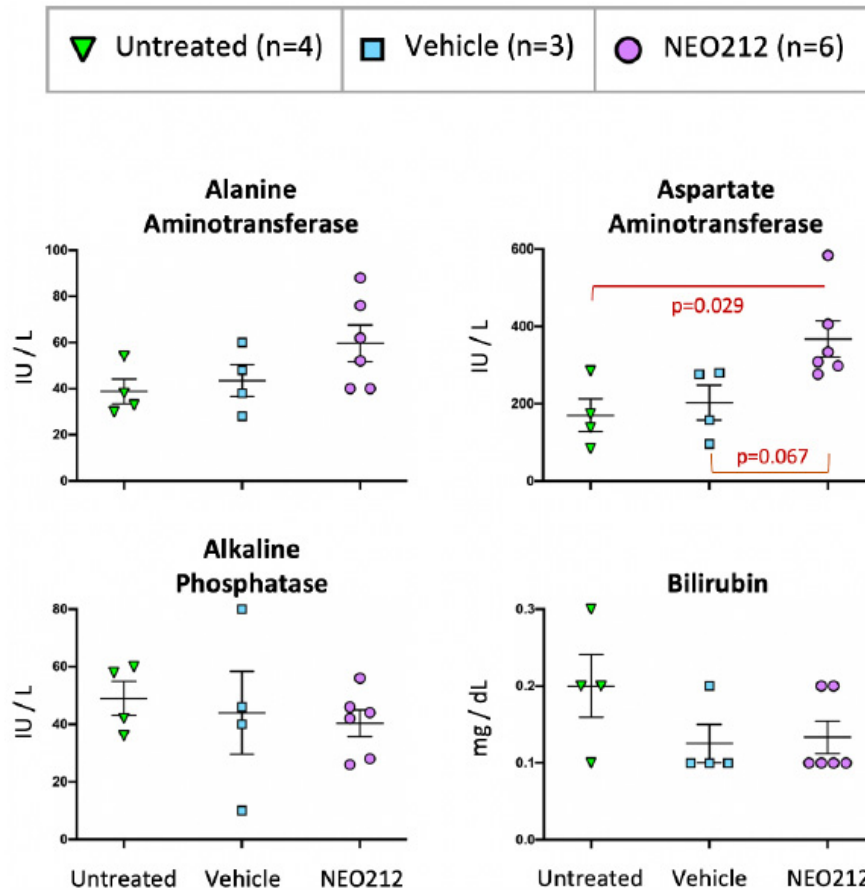 Untreated (n=4) Vehicle (n=3) NEO212 (n=6)
Alanine
Aminotransferase
100
80
60
40
20
0
IU / L
Aspartate
Aminotransferase
600
400
200
0
IU / L
p=0.029
p=0.067
Alkaline
Phosphatase
80
60
40
20
0
IU / L
Untreated Vehicle NEO212
Bilirubin
0.3
0.2
0.1
0.0
mg / dL
Untreated Vehicle NEO212